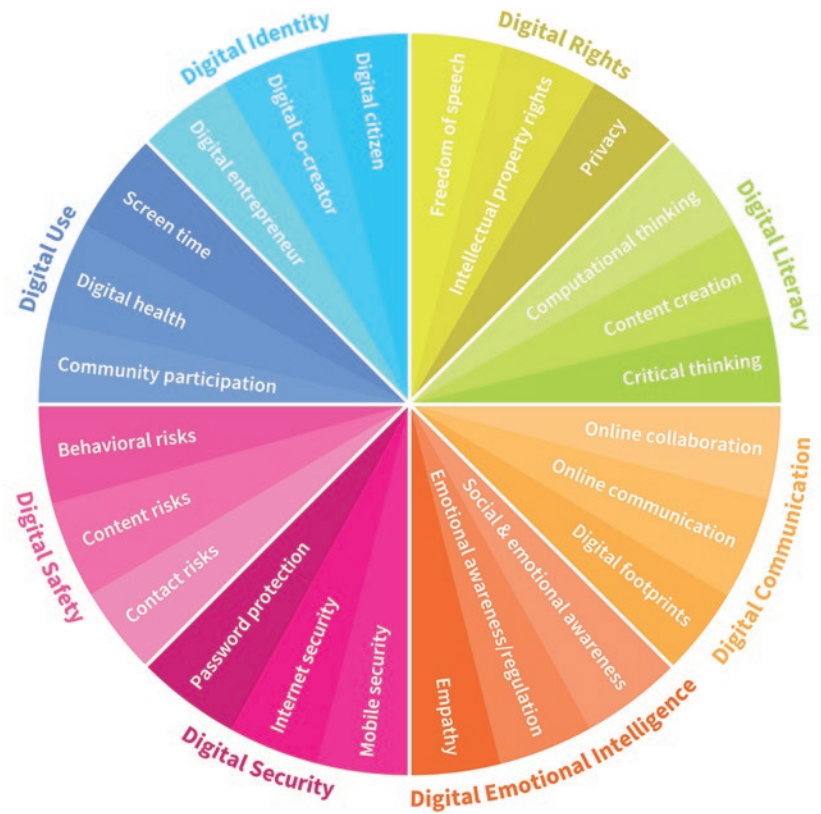 Digital Identity
Digital entrepreneur
Digital co-creator
Digital citizen
Digital Rights
Freedom of speech
Intellectual property rights
Privacy
Digital Literacy
Computational thinking
Content creation
Critical thinking
Digital Communication
Online collaboration
Online communication
Digital footprints
Digital Emotional Intelligence
Social & emotional awareness
Emotional awareness/regulation
Empathy
Digital Security
Mobile security
Internet security
Password protection
Digital Safety
Contact risks
Content risks
Behavioral risks
Digital Use
Community participation
Digital health
Screen time